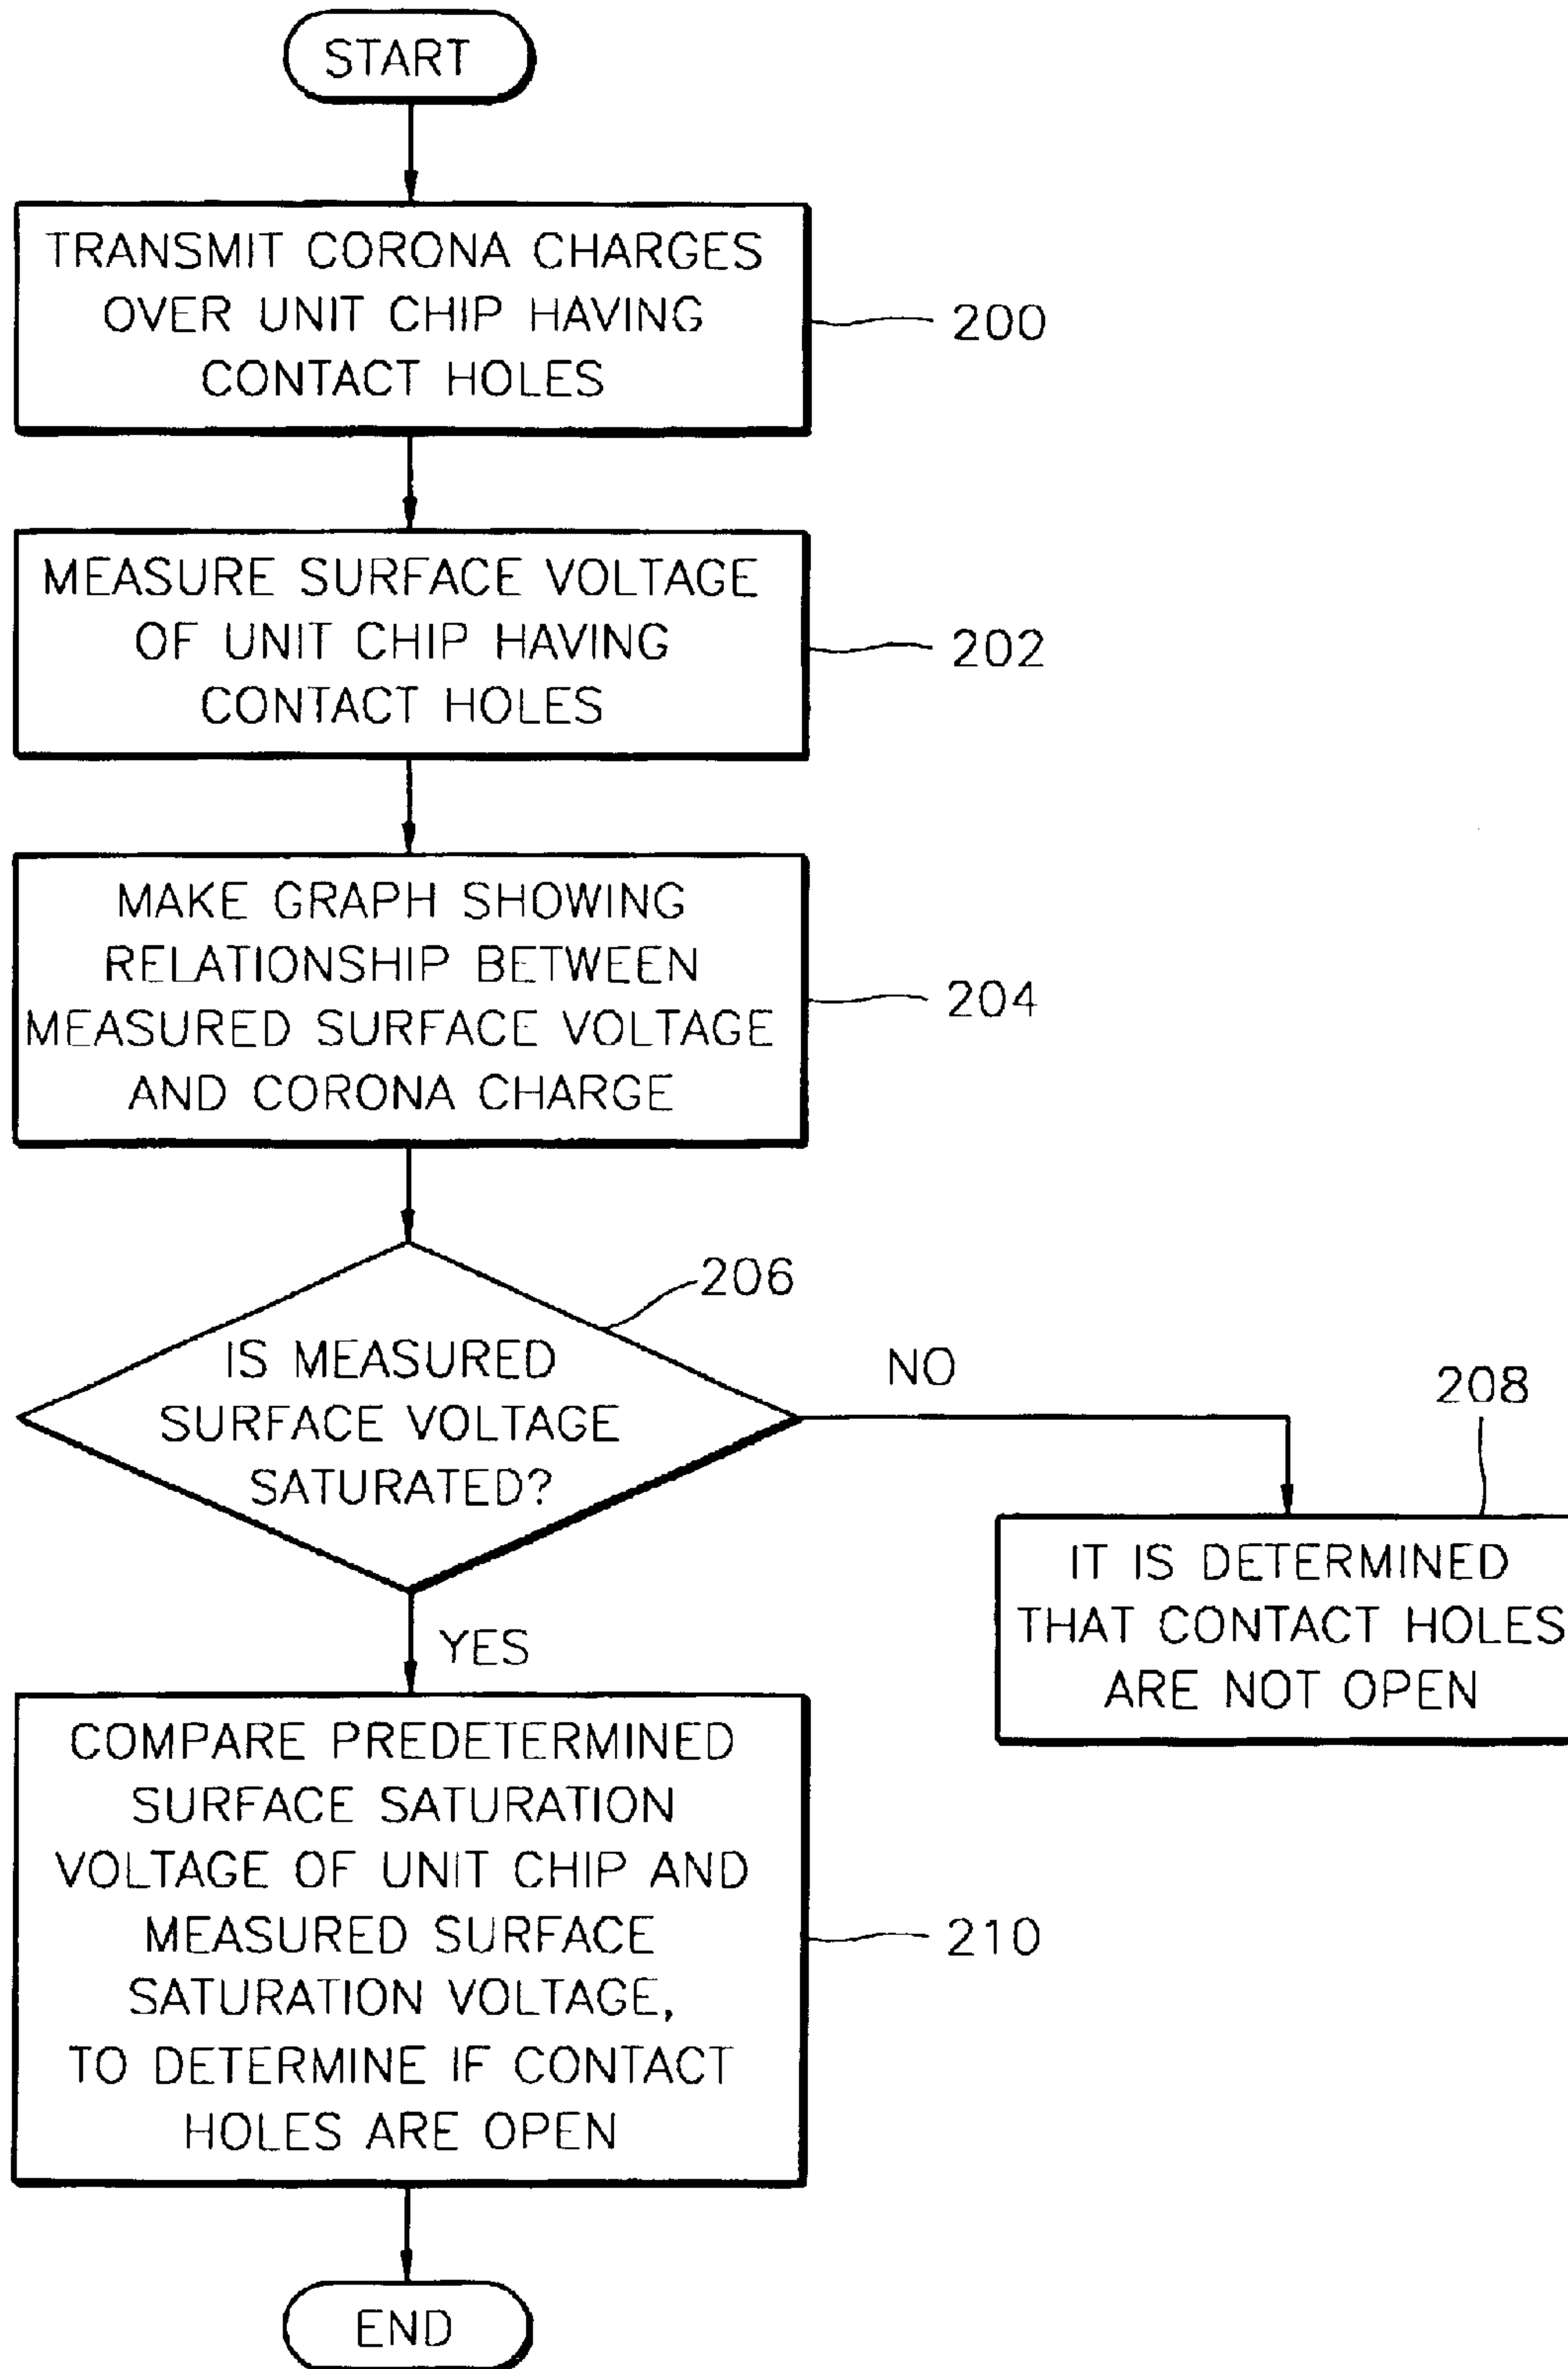 START
TRANSMIT CORONA CHARGES
OVER UNIT CHIP HAVING
CONTACT HOLES
200
MEASURE SURFACE VOLTAGE
OF UNIT CHIP HAVING
CONTACT HOLES
202
MAKE GRAPH SHOWING
RELATIONSHIP BETWEEN
MEASURED SURFACE VOLTAGE
AND CORONA CHARGE
204
206
IS MEASURED
SURFACE VOLTAGE
SATURATED?
NO
208
IT IS DETERMINED
THAT CONTACT HOLES
ARE NOT OPEN
YES
COMPARE PREDETERMINED
SURFACE SATURATION
VOLTAGE OF UNIT CHIP AND
MEASURED SURFACE
SATURATION VOLTAGE,
TO DETERMINE IF CONTACT
HOLES ARE OPEN
210
END